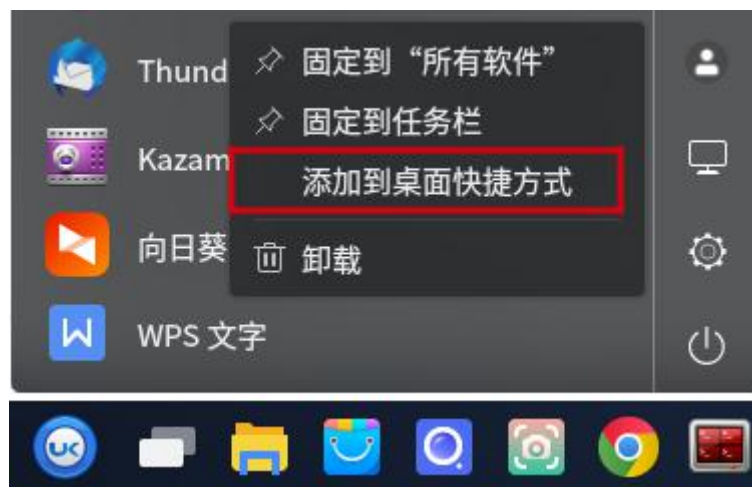 Thund
固定到“所有软件”
固定到任务栏
Kazam
添加到桌面快捷方式
向日葵
卸载
WPS 文字
UK